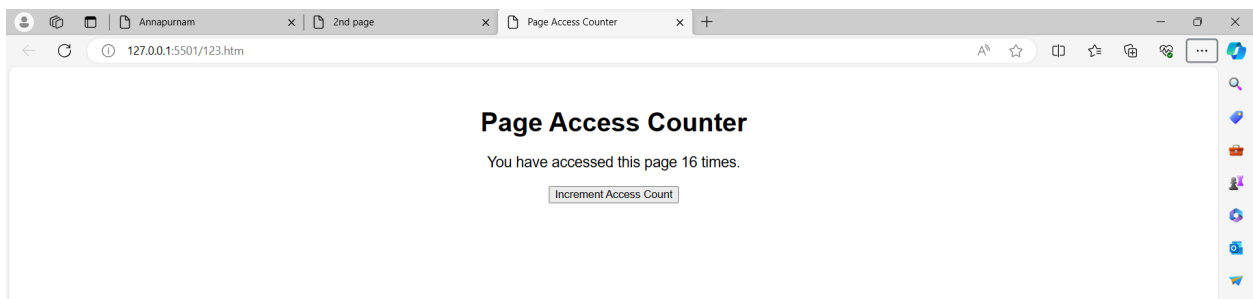 Annapurnam
2nd page
Page Access Counter
127.0.0.1:5501/123.htm
Page Access Counter
You have accessed this page 16 times.
Increment Access Count